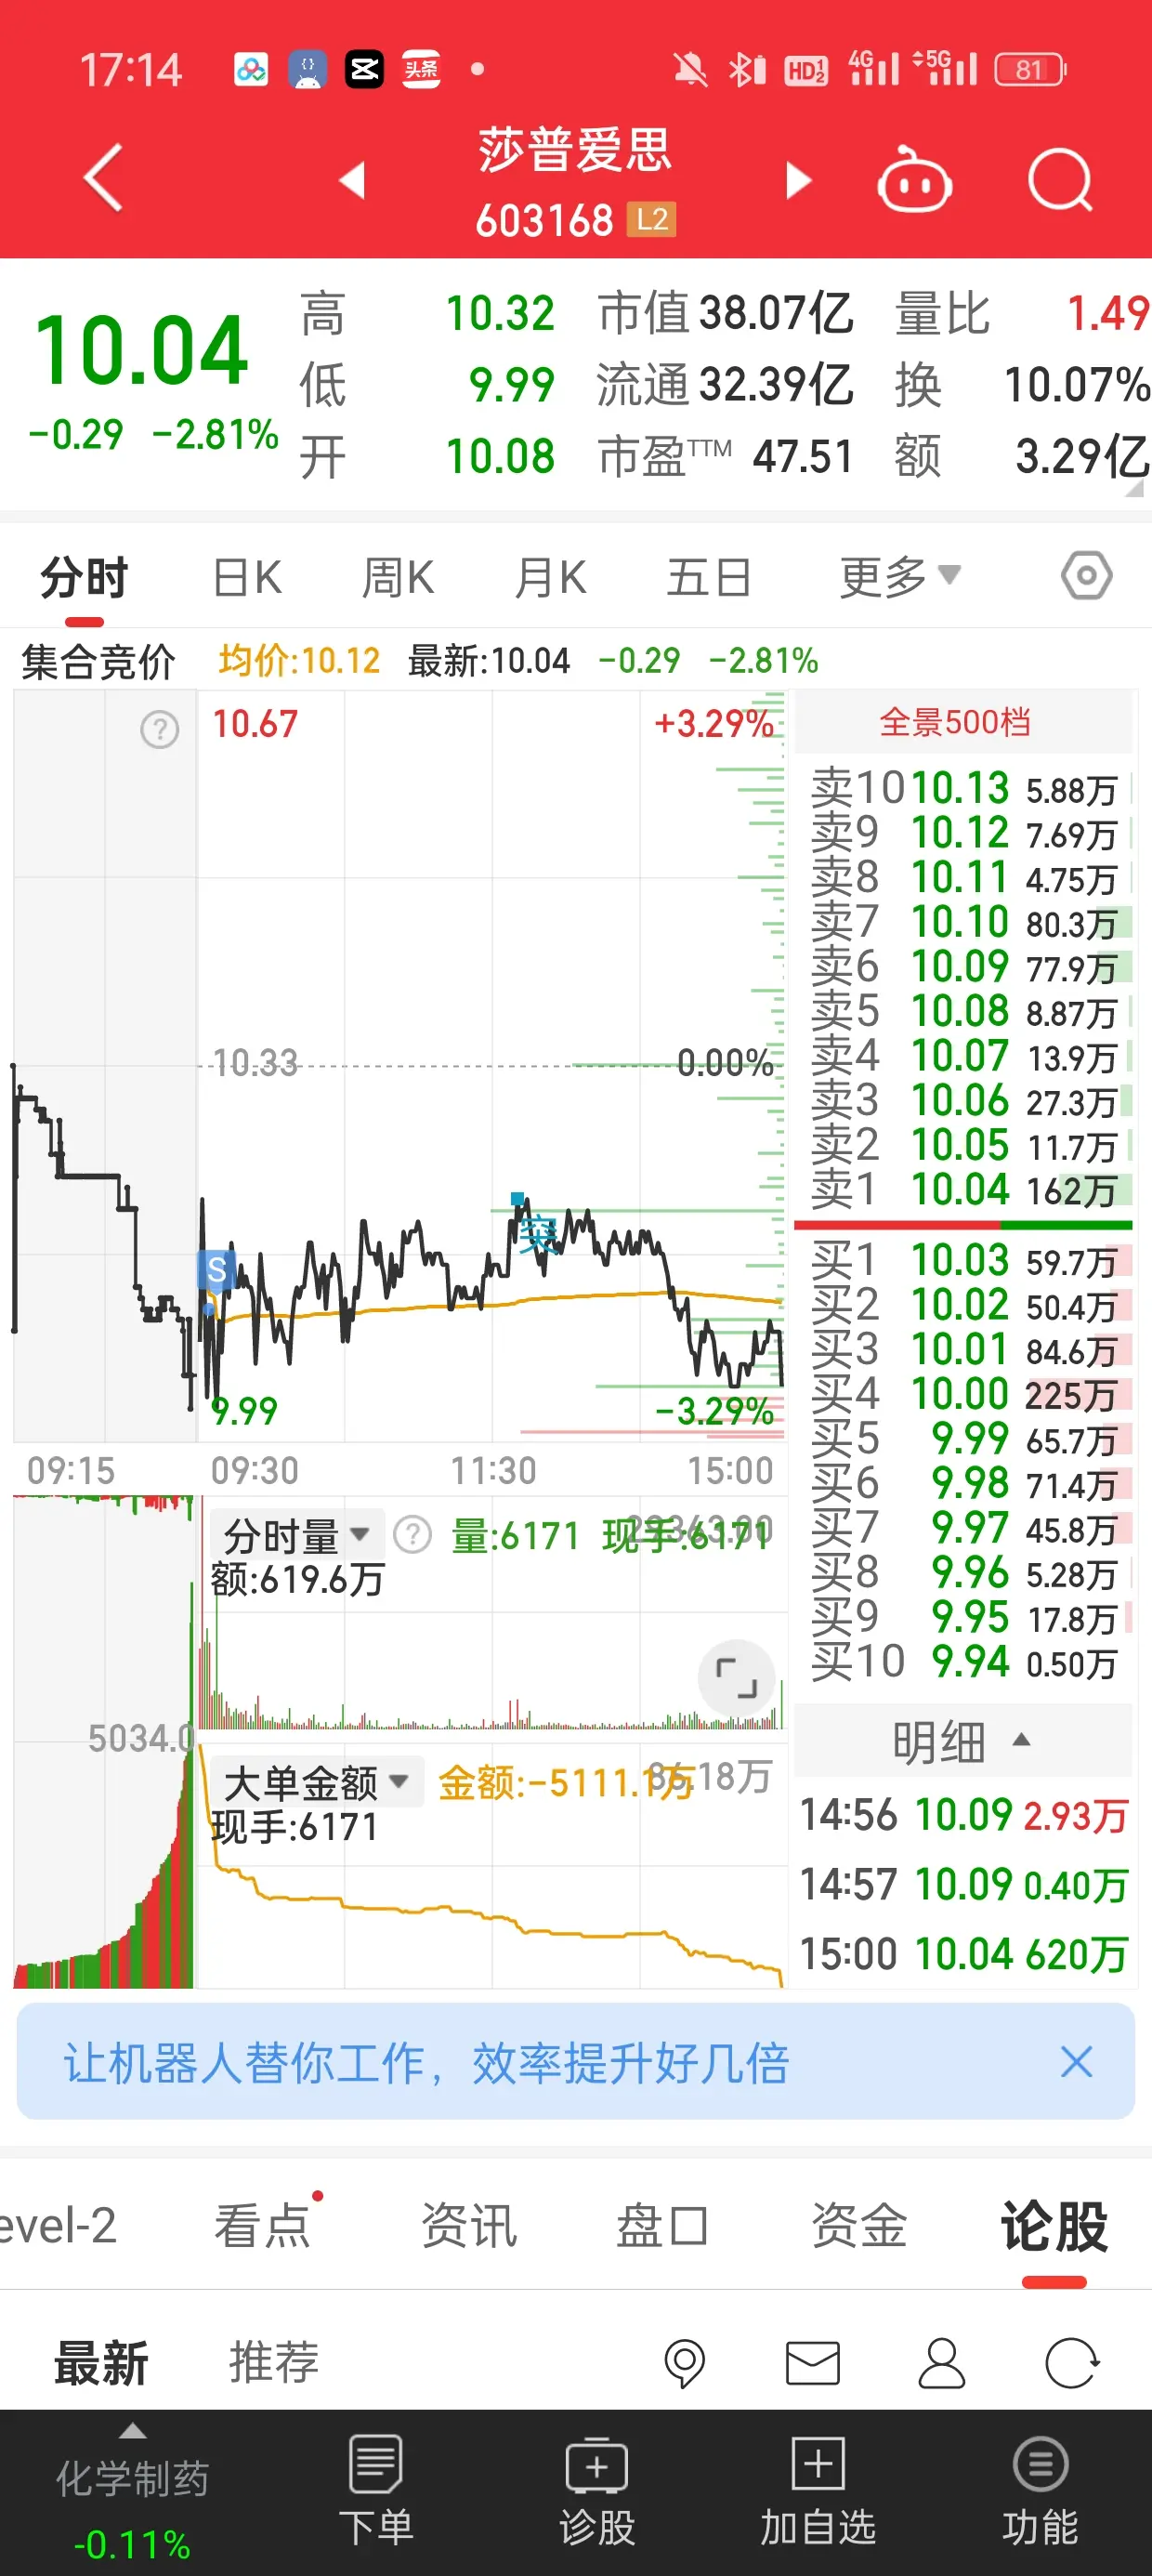 17:14 头条 HD 1 2 4G 5G 81
莎普爱思
603168 L2
10.04
-0.29 -2.81%
高 10.32 市值 38.07亿 量比 1.49
低 9.99 流通 32.39亿 换 10.07%
开 10.08 市盈TTM 47.51 额 3.29亿
分时 日K 周K 月K 五日 更多
集合竞价 均价:10.12 最新:10.04 -0.29 -2.81%
? 10.67 +3.29%
10.33 0.00%
突
S
9.99 -3.29%
09:15 09:30 11:30 15:00
分时量 ? 量:6171 现手:6171
额:619.6万
5034.0
大单金额 金额:-5111.1万
现手:6171
全景500档
卖10 10.13 5.88万
卖9 10.12 7.69万
卖8 10.11 4.75万
卖7 10.10 80.3万
卖6 10.09 77.9万
卖5 10.08 8.87万
卖4 10.07 13.9万
卖3 10.06 27.3万
卖2 10.05 11.7万
卖1 10.04 162万
买1 10.03 59.7万
买2 10.02 50.4万
买3 10.01 84.6万
买4 10.00 225万
买5 9.99 65.7万
买6 9.98 71.4万
买7 9.97 45.8万
买8 9.96 5.28万
买9 9.95 17.8万
买10 9.94 0.50万
明细
14:56 10.09 2.93万
14:57 10.09 0.40万
15:00 10.04 620万
让机器人替你工作，效率提升好几倍
evel-2 看点 资讯 盘口 资金 论股
最新 推荐
化学制药 下单 诊股 加自选 功能
-0.11%